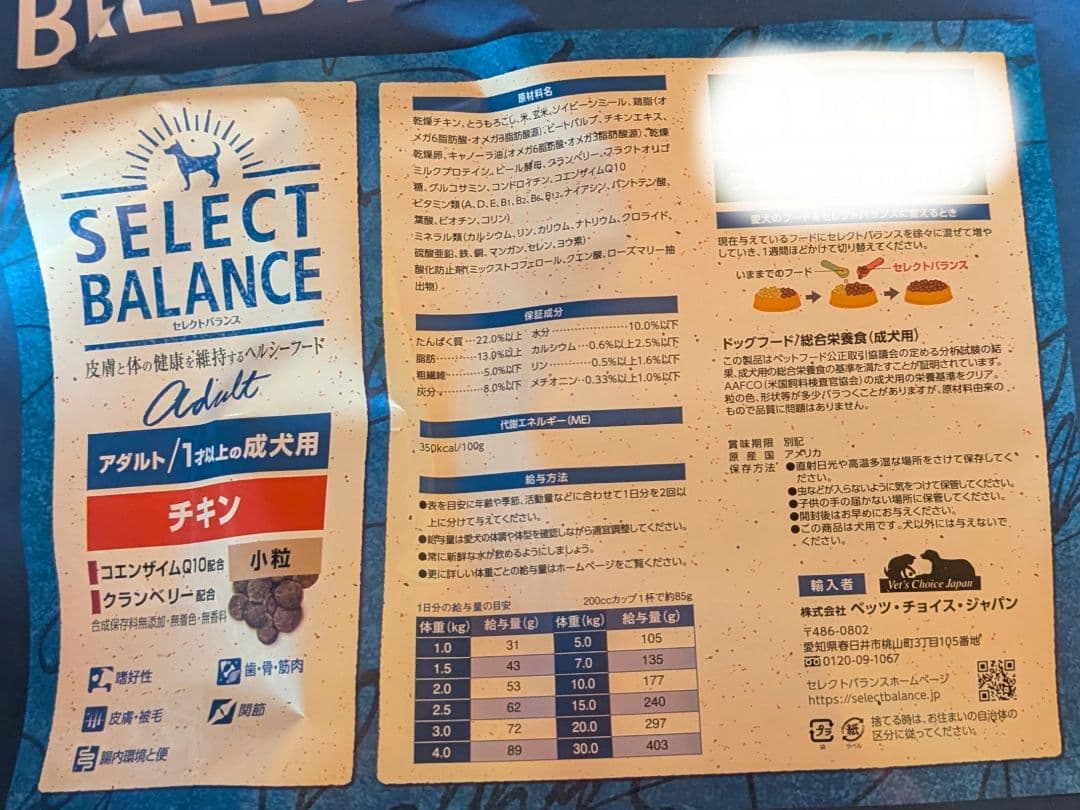 SELECT
BALANCE
セレクトバランス
皮膚と体の健康を維持するヘルシーフード
adult
アダルト/1才以上の成犬用
チキン
コエンザイムQ10配合
クランベリー配合
合成保存料無添加・無着色・無香料
小粒
嗜好性
歯・骨・筋肉
皮膚・被毛
関節
腸内環境と便
原材料名
乾燥チキン、とうもろこし、米、玄米、ソイビーンミール、鶏脂(オ
メガ6脂肪酸・オメガ3脂肪酸源)、ビートパルプ、チキンエキス、
乾燥卵、キャノーラ油(オメガ6脂肪酸・オメガ3脂肪酸源)、乾燥
ミルクプロテイン、ビール酵母、クランベリー、フラクトオリゴ
糖、グルコサミン、コンドロイチン、コエンザイムQ10
ビタミン類(A、D、E、B1、B2、B6、B12、ナイアシン、パントテン酸、
葉酸、ビオチン、コリン)
ミネラル類(カルシウム、リン、カリウム、ナトリウム、クロライド、
硫酸亜鉛、鉄、銅、マンガン、セレン、ヨウ素)
酸化防止剤(ミックストコフェロール、クエン酸、ローズマリー抽
出物)
保証成分
たんぱく質…22.0%以上 水分…………10.0%以下
脂肪…………13.0%以上 カルシウム…0.6%以上2.5%以下
粗繊維………5.0%以下 リン…………0.5%以上1.6%以下
灰分…………8.0%以下 メチオニン…0.33%以上1.0%以下
代謝エネルギー(ME)
350kcal/100g
給与方法
●表を目安に年齢や季節、活動量などに合わせて1日分を2回以
上に分けて与えてください。
●給与量は愛犬の体調や体型を確認しながら適宜調整してください。
●常に新鮮な水が飲めるようにしましょう。
●更に詳しい体重ごとの給与量はホームページをご覧ください。
1日分の給与量の目安 200ccカップ1杯で約85g
体重(kg) 給与量(g) 体重(kg) 給与量(g)
1.0 31 5.0 105
1.5 43 7.0 135
2.0 53 10.0 177
2.5 62 15.0 240
3.0 72 20.0 297
4.0 89 30.0 403
愛犬のフードをセレクトバランスに変えるとき
現在与えているフードにセレクトバランスを徐々に混ぜて増や
していき、1週間ほどかけて切り替えてください。
いままでのフード セレクトバランス
ドッグフード/総合栄養食(成犬用)
この製品はペットフード公正取引協議会の定める分析試験の結
果、成犬用の総合栄養食の基準を満たすことが証明されています。
AAFCO(米国飼料検査官協会)の成犬用の栄養基準をクリア。
粒の色、形状等が多少バラつくことがありますが、原材料由来の
もので品質に問題はありません。
賞味期限 別記
原産国 アメリカ
保存方法 ●直射日光や高温多湿な場所をさけて保存してく
ださい。
●虫などが入らないように気をつけて保管してください。
●子供の手の届かない場所に保管してください。
●開封後はお早めにお与えください。
●この商品は犬用です。犬以外には与えないで
ください。
輸入者
Vet's Choice Japan
株式会社 ベッツ・チョイス・ジャパン
〒486-0802
愛知県春日井市桃山町3丁目105番地
0120-09-1067
セレクトバランスホームページ
https://selectbalance.jp
プラ
袋
紙
ラベル
捨てる時は、お住まいの自治体の
区分に従ってください。